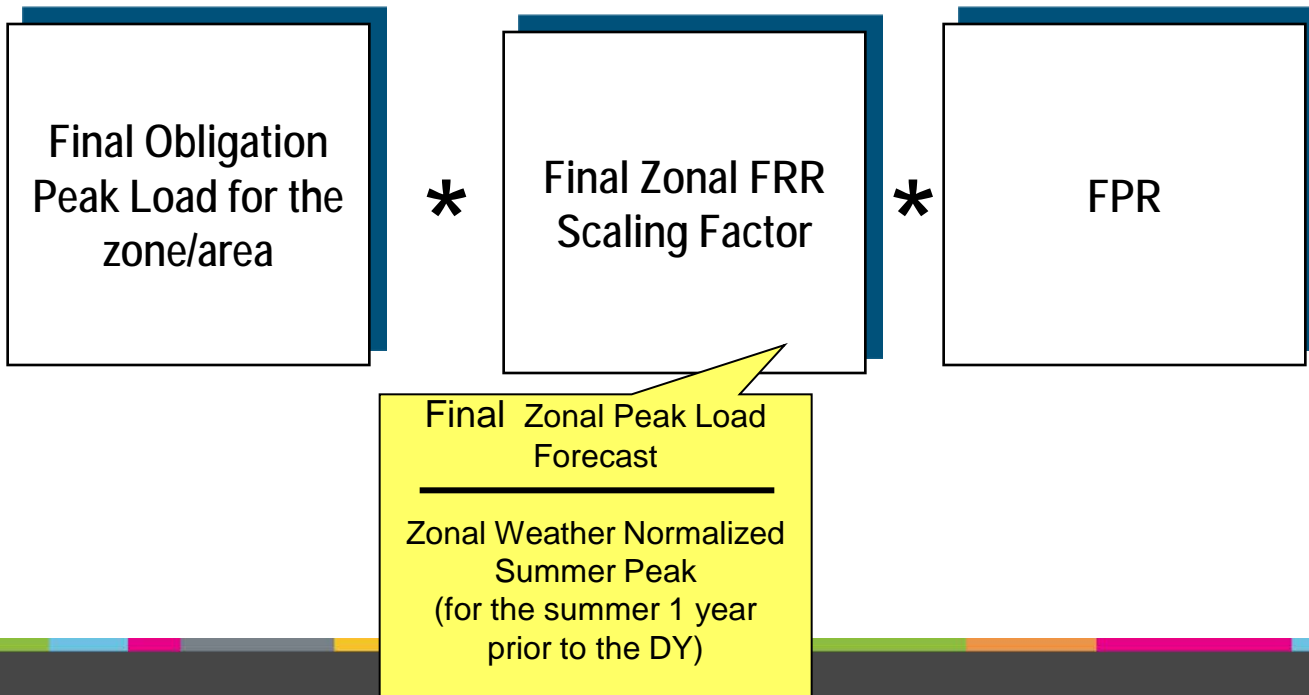 Final Obligation
Peak Load for the
zone/area
*
Final Zonal FRR
Scaling Factor
*
FPR
Final Zonal Peak Load
Forecast
Zonal Weather Normalized
Summer Peak
(for the summer 1 year
prior to the DY)